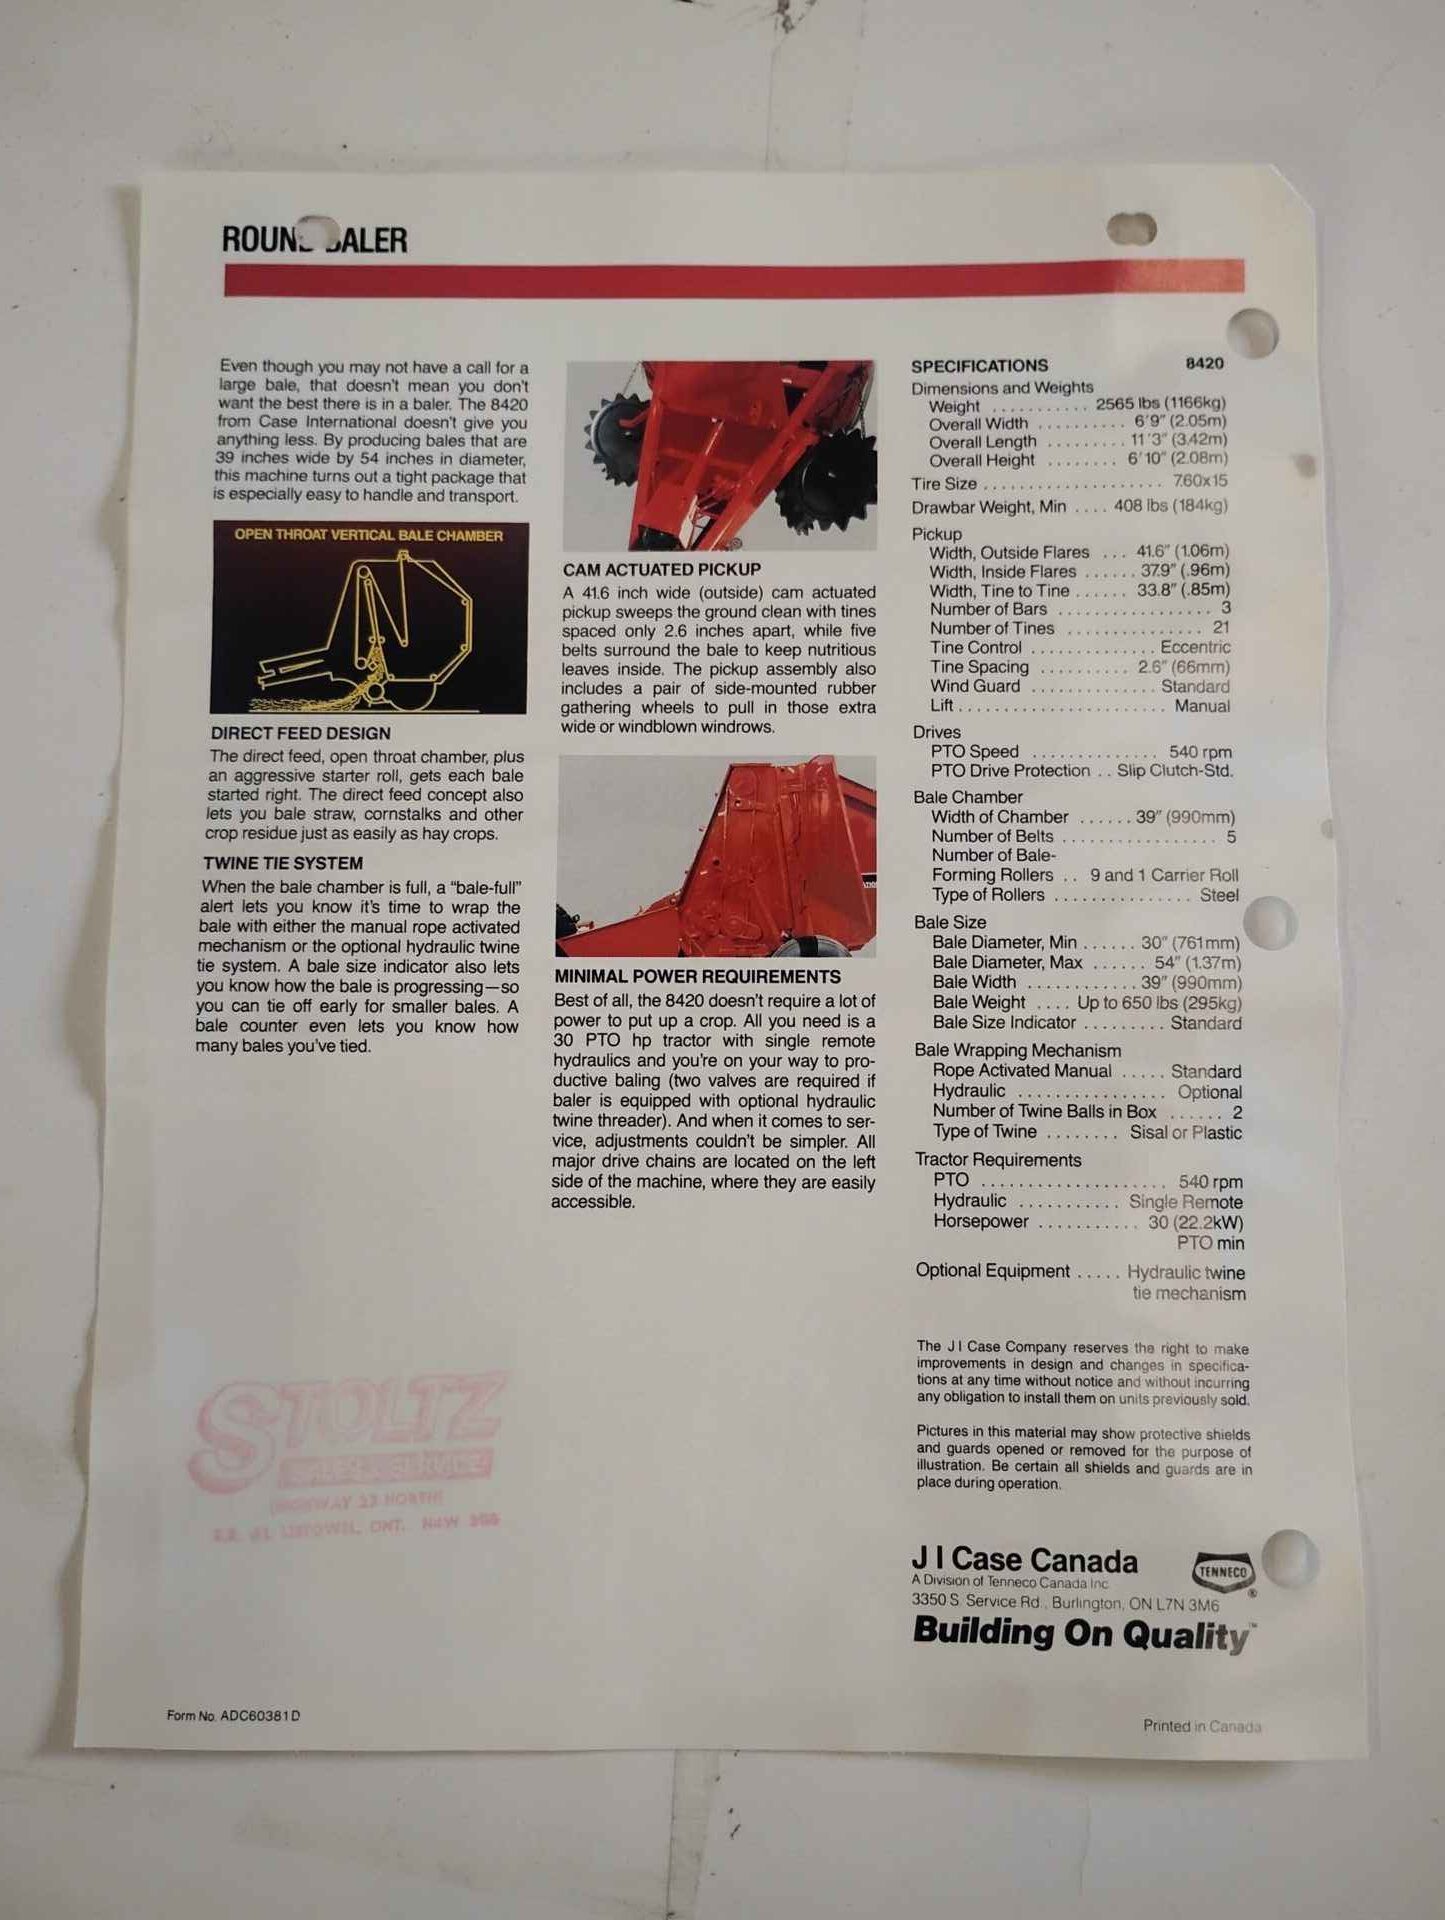 ROUND BALER
Even though you may not have a call for a
large bale, that doesn't mean you don't
want the best there is in a baler. The 8420
from Case International doesn't give you
anything less. By producing bales that are
39 inches wide by 54 inches in diameter,
this machine turns out a tight package that
is especially easy to handle and transport.
OPEN THROAT VERTICAL BALE CHAMBER
DIRECT FEED DESIGN
The direct feed, open throat chamber, plus
an aggressive starter roll, gets each bale
started right. The direct feed concept also
lets you bale straw, cornstalks and other
crop residue just as easily as hay crops.
TWINE TIE SYSTEM
When the bale chamber is full, a "bale-full"
alert lets you know it's time to wrap the
bale with either the manual rope activated
mechanism or the optional hydraulic twine
tie system. A bale size indicator also lets
you know how the bale is progressing—so
you can tie off early for smaller bales. A
bale counter even lets you know how
many bales you've tied.
CAM ACTUATED PICKUP
A 41.6 inch wide (outside) cam actuated
pickup sweeps the ground clean with tines
spaced only 2.6 inches apart, while five
belts surround the bale to keep nutritious
leaves inside. The pickup assembly also
includes a pair of side-mounted rubber
gathering wheels to pull in those extra
wide or windblown windrows.
MINIMAL POWER REQUIREMENTS
Best of all, the 8420 doesn't require a lot of
power to put up a crop. All you need is a
30 PTO hp tractor with single remote
hydraulics and you're on your way to pro-
ductive baling (two valves are required if
baler is equipped with optional hydraulic
twine threader). And when it comes to ser-
vice, adjustments couldn't be simpler. All
major drive chains are located on the left
side of the machine, where they are easily
accessible.
SPECIFICATIONS 8420
Dimensions and Weights
Weight ........... 2565 lbs (1166kg)
Overall Width .......... 6'9" (2.05m)
Overall Length ......... 11'3" (3.42m)
Overall Height ........ 6'10" (2.08m)
Tire Size .................... 7.60x15
Drawbar Weight, Min .... 408 lbs (184kg)
Pickup
Width, Outside Flares ... 41.6" (1.06m)
Width, Inside Flares ...... 37.9" (.96m)
Width, Tine to Tine ...... 33.8" (.85m)
Number of Bars ................. 3
Number of Tines ............... 21
Tine Control .............. Eccentric
Tine Spacing .......... 2.6" (66mm)
Wind Guard ............. Standard
Lift ....................... Manual
Drives
PTO Speed .............. 540 rpm
PTO Drive Protection .. Slip Clutch-Std.
Bale Chamber
Width of Chamber ...... 39" (990mm)
Number of Belts ................. 5
Number of Bale-
Forming Rollers .. 9 and 1 Carrier Roll
Type of Rollers ............... Steel
Bale Size
Bale Diameter, Min ...... 30" (761mm)
Bale Diameter, Max ...... 54" (1.37m)
Bale Width ............ 39" (990mm)
Bale Weight .... Up to 650 lbs (295kg)
Bale Size Indicator ......... Standard
Bale Wrapping Mechanism
Rope Activated Manual ..... Standard
Hydraulic ................ Optional
Number of Twine Balls in Box ...... 2
Type of Twine ........ Sisal or Plastic
Tractor Requirements
PTO .................... 540 rpm
Hydraulic ........... Single Remote
Horsepower ........... 30 (22.2kW)
PTO min
Optional Equipment ..... Hydraulic twine
tie mechanism
The J I Case Company reserves the right to make
improvements in design and changes in specifica-
tions at any time without notice and without incurring
any obligation to install them on units previously sold.
Pictures in this material may show protective shields
and guards opened or removed for the purpose of
illustration. Be certain all shields and guards are in
place during operation.
STOLTZ
SALES & SERVICE
HIGHWAY 23 NORTH
LISTOWEL, ONT. N4W 3G8
J I Case Canada
A Division of Tenneco Canada Inc.
3350 S. Service Rd., Burlington, ON L7N 3M6
TENNECO
®
Building On Quality™
Form No. ADC60381D
Printed in Canada